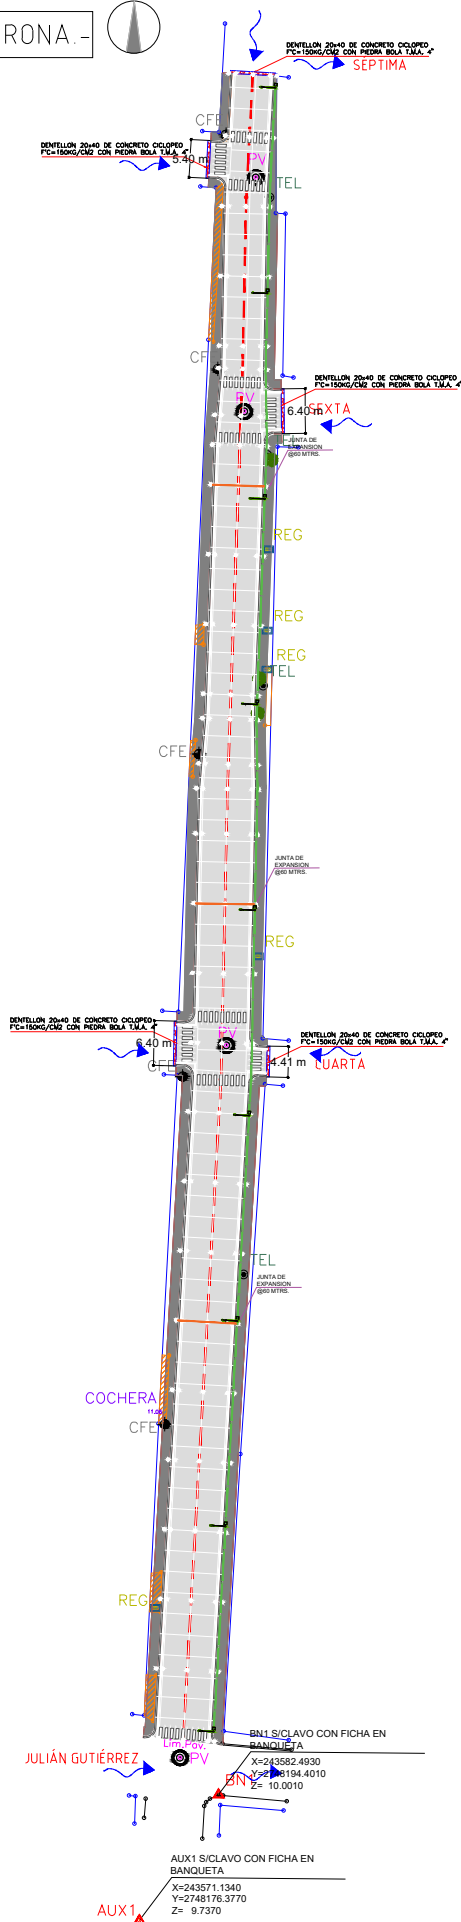 RONA.-
DENTELLON 20x40 DE CONCRETO CICLOPEO
F'C=150KG/CM2 CON PIEDRA BOLA T.M.A. 4"
SÉPTIMA
CFE
DENTELLON 20x40 DE CONCRETO CICLOPEO
F'C=150KG/CM2 CON PIEDRA BOLA T.M.A. 4"
5.40 m
PV
TEL
CF
DENTELLON 20x40 DE CONCRETO CICLOPEO
F'C=150KG/CM2 CON PIEDRA BOLA T.M.A. 4"
PV
6.40 m
SEXTA
JUNTA DE
EXPANSION
@60 MTRS.
REG
REG
REG
TEL
CFE
JUNTA DE
EXPANSION
@60 MTRS.
REG
DENTELLON 20x40 DE CONCRETO CICLOPEO
F'C=150KG/CM2 CON PIEDRA BOLA T.M.A. 4"
6.40 m
PV
DENTELLON 20x40 DE CONCRETO CICLOPEO
F'C=150KG/CM2 CON PIEDRA BOLA T.M.A. 4"
4.41 m
CUARTA
CFE
TEL
JUNTA DE
EXPANSION
@60 MTRS.
COCHERA
CFE
REG
Lim.Pav.
JULIÁN GUTIÉRREZ
PV
BN1 S/CLAVO CON FICHA EN
BANQUETA
X=243582.4930
Y=2748194.4010
Z= 10.0010
BN1
AUX1 S/CLAVO CON FICHA EN
BANQUETA
X=243571.1340
Y=2748176.3770
Z= 9.7370
AUX1